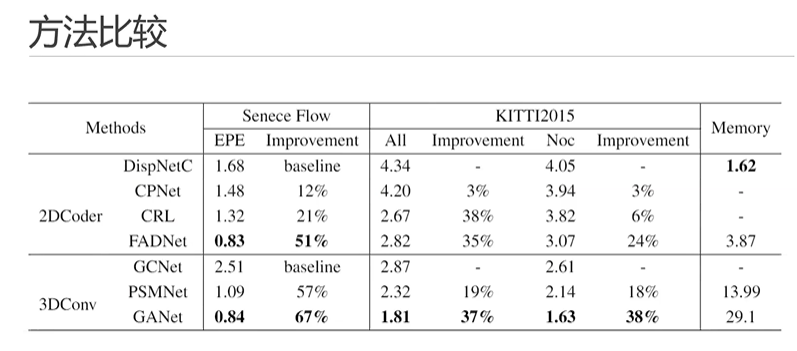 方法比较
Methods Senece Flow KITTI2015 Memory
EPE Improvement All Improvement Noc Improvement
2DCoder
DispNetC 1.68 baseline 4.34 - 4.05 - 1.62
CPNet 1.48 12% 4.20 3% 3.94 3% -
CRL 1.32 21% 2.67 38% 3.82 6% -
FADNet 0.83 51% 2.82 35% 3.07 24% 3.87
3DConv
GCNet 2.51 baseline 2.87 - 2.61 - -
PSMNet 1.09 57% 2.32 19% 2.14 18% 13.99
GANet 0.84 67% 1.81 37% 1.63 38% 29.1